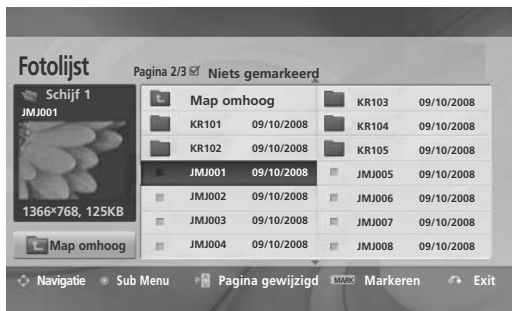 Fotolijst
Pagina 2/3 Niets gemarkeerd
Schijf 1
JMJ001
1366×768, 125KB
Map omhoog
Map omhoog
KR101 09/10/2008
KR102 09/10/2008
JMJ001 09/10/2008
JMJ002 09/10/2008
JMJ003 09/10/2008
JMJ004 09/10/2008
KR103 09/10/2008
KR104 09/10/2008
KR105 09/10/2008
JMJ005 09/10/2008
JMJ006 09/10/2008
JMJ007 09/10/2008
JMJ008 09/10/2008
Navigatie Sub Menu P Pagina gewijzigd MARK Markeren Exit